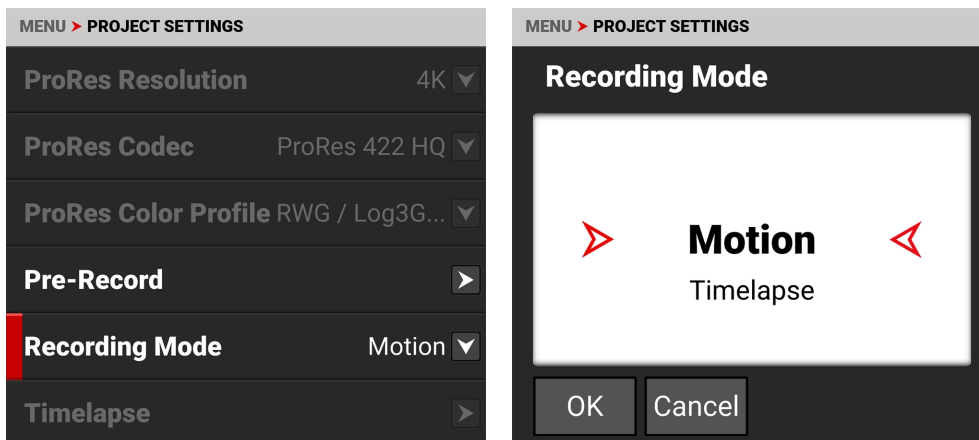 MENU > PROJECT SETTINGS
ProRes Resolution 4K
ProRes Codec ProRes 422 HQ
ProRes Color Profile RWG / Log3G...
Pre-Record
Recording Mode Motion
Timelapse
MENU > PROJECT SETTINGS
Recording Mode
Motion
Timelapse
OK Cancel